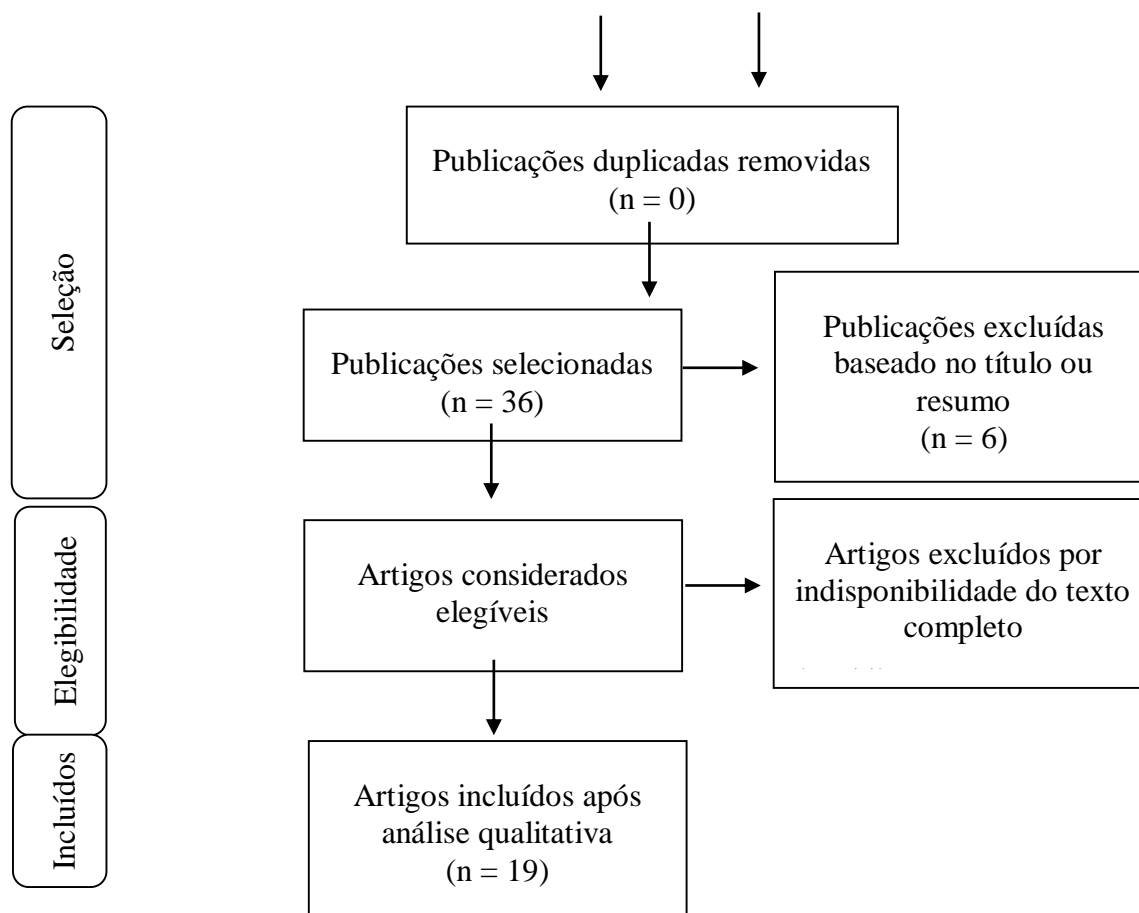 Publicações duplicadas removidas
(n = 0)
Seleção
Publicações selecionadas
(n = 36)
Publicações excluídas
baseado no título ou
resumo
(n = 6)
Elegibilidade
Artigos considerados
elegíveis
Artigos excluídos por
indisponibilidade do texto
completo
Incluídos
Artigos incluídos após
análise qualitativa
(n = 19)